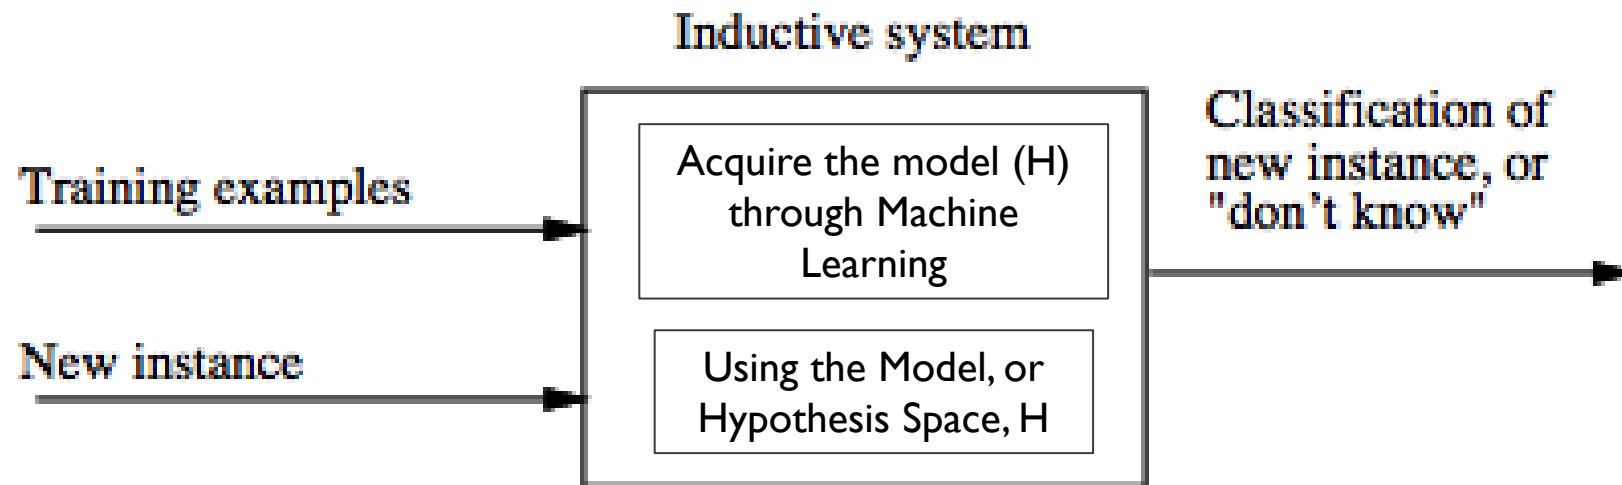 Inductive system
Training examples
New instance
Acquire the model (H)
through Machine
Learning
Using the Model, or
Hypothesis Space, H
Classification of
new instance, or
"don't know"